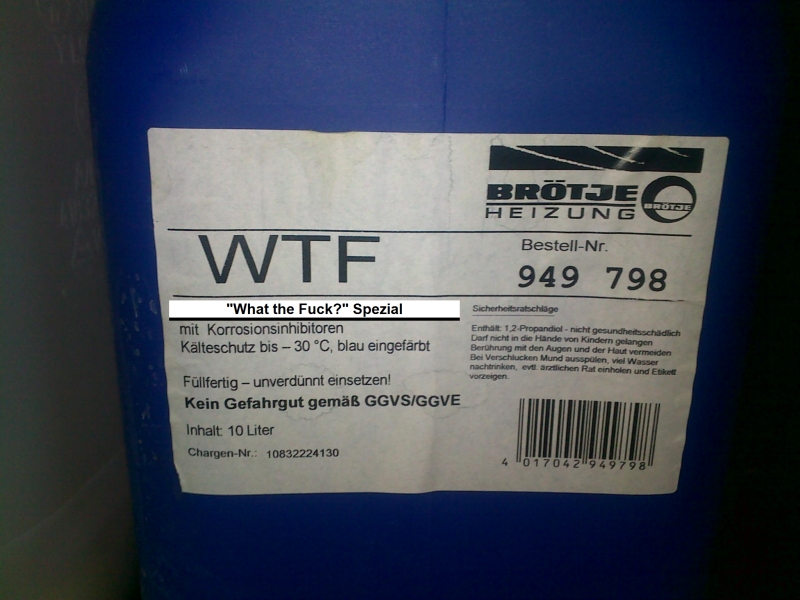 BRÖTJE
HEIZUNG
BRÖTJE
WTF
Bestell-Nr.
949 798
"What the Fuck?" Spezial
mit Korrosionsinhibitoren
Kälteschutz bis – 30 °C, blau eingefärbt
Füllfertig – unverdünnt einsetzen!
Kein Gefahrgut gemäß GGVS/GGVE
Inhalt: 10 Liter
Chargen-Nr.: 10832224130
Sicherheitsratschläge
Enthält: 1,2-Propandiol - nicht gesundheitsschädlich
Darf nicht in die Hände von Kindern gelangen
Berührung mit den Augen und der Haut vermeiden
Bei Verschlucken Mund ausspülen, viel Wasser
nachtrinken, evtl. ärztlichen Rat einholen und Etikett
vorzeigen.
4 017042 949798